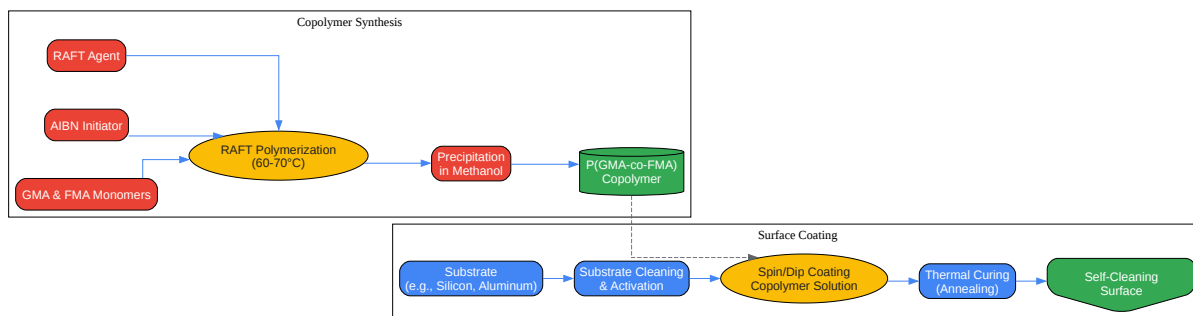 Copolymer Synthesis
RAFT Agent
AIBN Initiator
GMA & FMA Monomers
RAFT Polymerization
(60-70°C)
Precipitation
in Methanol
P(GMA-co-FMA)
Copolymer
Surface Coating
Substrate
(e.g., Silicon, Aluminum)
Substrate Cleaning
& Activation
Spin/Dip Coating
Copolymer Solution
Thermal Curing
(Annealing)
Self-Cleaning
Surface